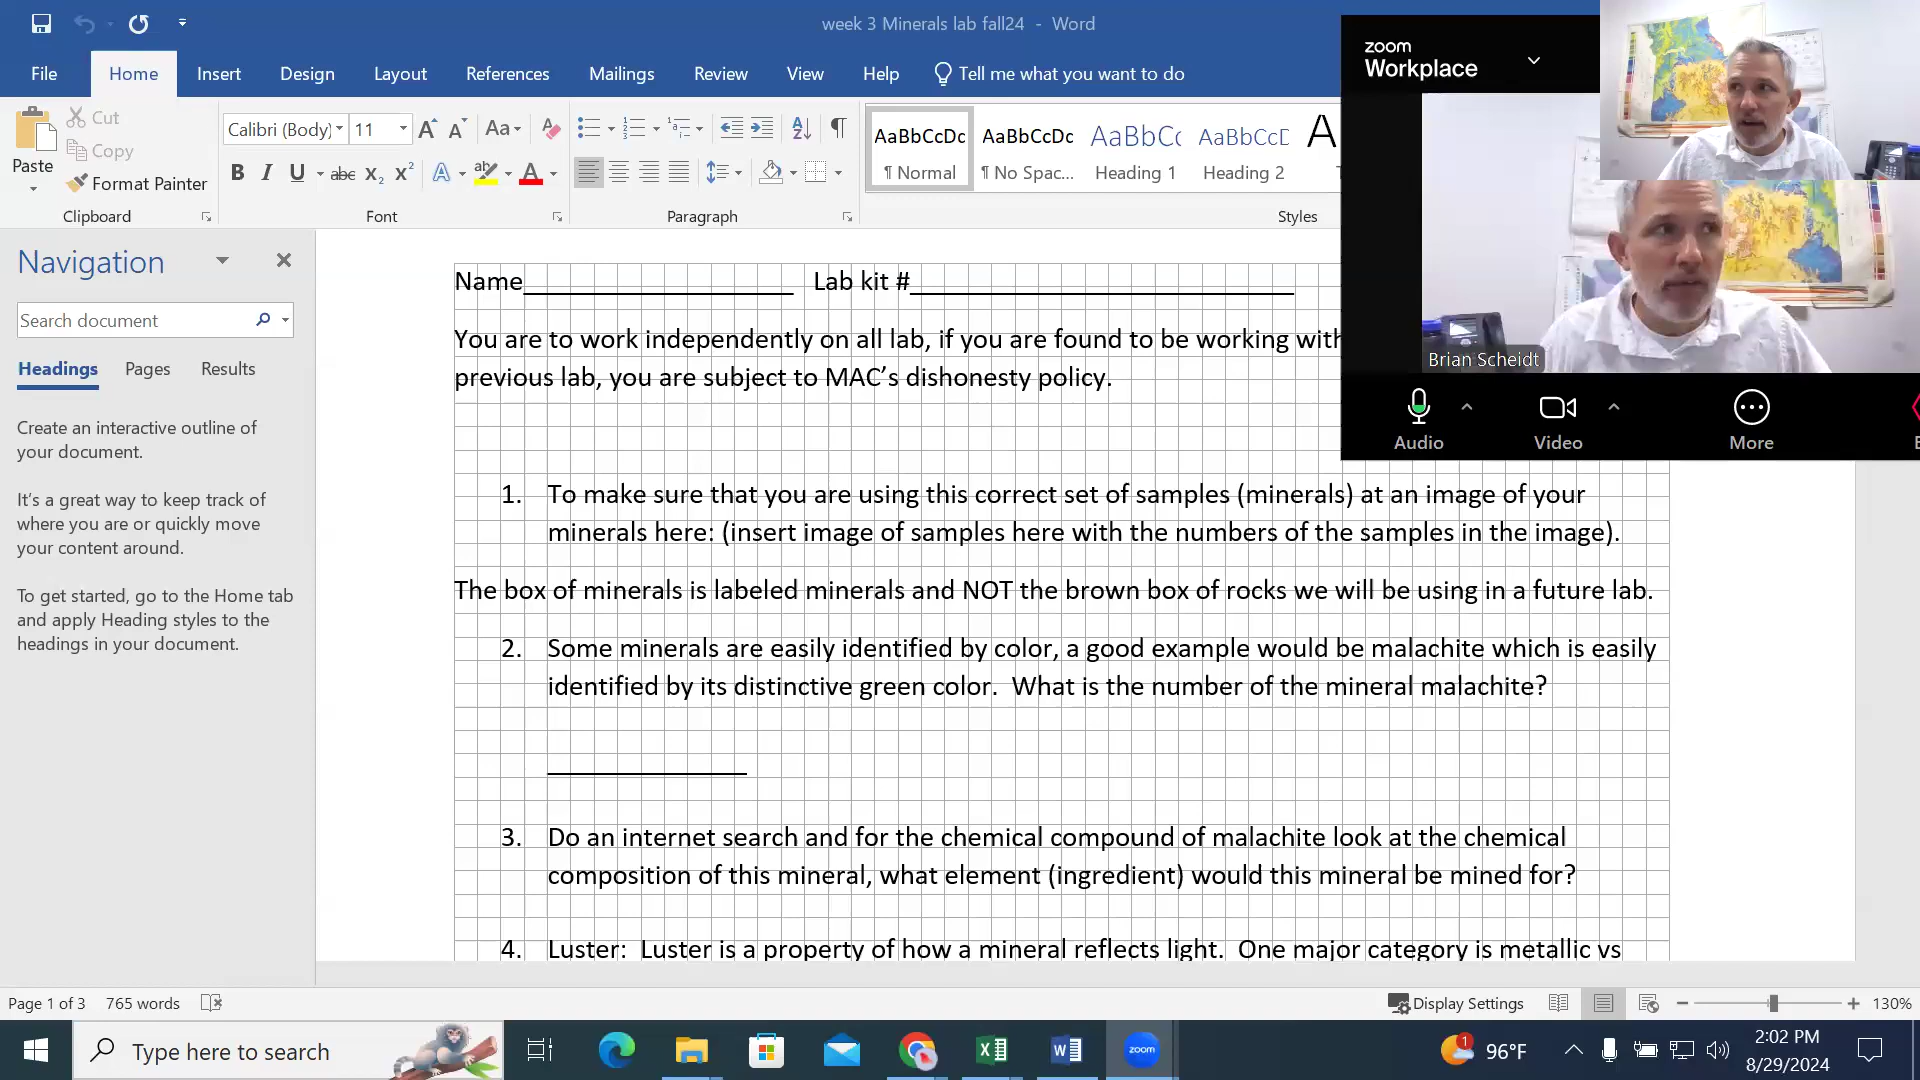 week 3 Minerals lab fall24 - Word
File Home Insert Design Layout References Mailings Review View Help Tell me what you want to do
Paste
Cut
Copy
Format Painter
Calibri (Body) 11
Aa
B I U abc X₂ X² A A
AaBbCcDc AaBbCcDc AaBbCc AaBbCcD A
¶ Normal ¶ No Spac... Heading 1 Heading 2
Clipboard Font Paragraph Styles
zoom
Workplace
Brian Scheidt
Audio Video More
Navigation
Search document
Headings Pages Results
Create an interactive outline of
your document.
It's a great way to keep track of
where you are or quickly move
your content around.
To get started, go to the Home tab
and apply Heading styles to the
headings in your document.
Name____________________ Lab kit #____________________________
You are to work independently on all lab, if you are found to be working with
previous lab, you are subject to MAC's dishonesty policy.
1. To make sure that you are using this correct set of samples (minerals) at an image of your
minerals here: (insert image of samples here with the numbers of the samples in the image).
The box of minerals is labeled minerals and NOT the brown box of rocks we will be using in a future lab.
2. Some minerals are easily identified by color, a good example would be malachite which is easily
identified by its distinctive green color. What is the number of the mineral malachite?
_______________
3. Do an internet search and for the chemical compound of malachite look at the chemical
composition of this mineral, what element (ingredient) would this mineral be mined for?
4. Luster: Luster is a property of how a mineral reflects light. One major category is metallic vs
Page 1 of 3 765 words
Display Settings
130%
Type here to search
zoom
1
96°F
2:02 PM
8/29/2024